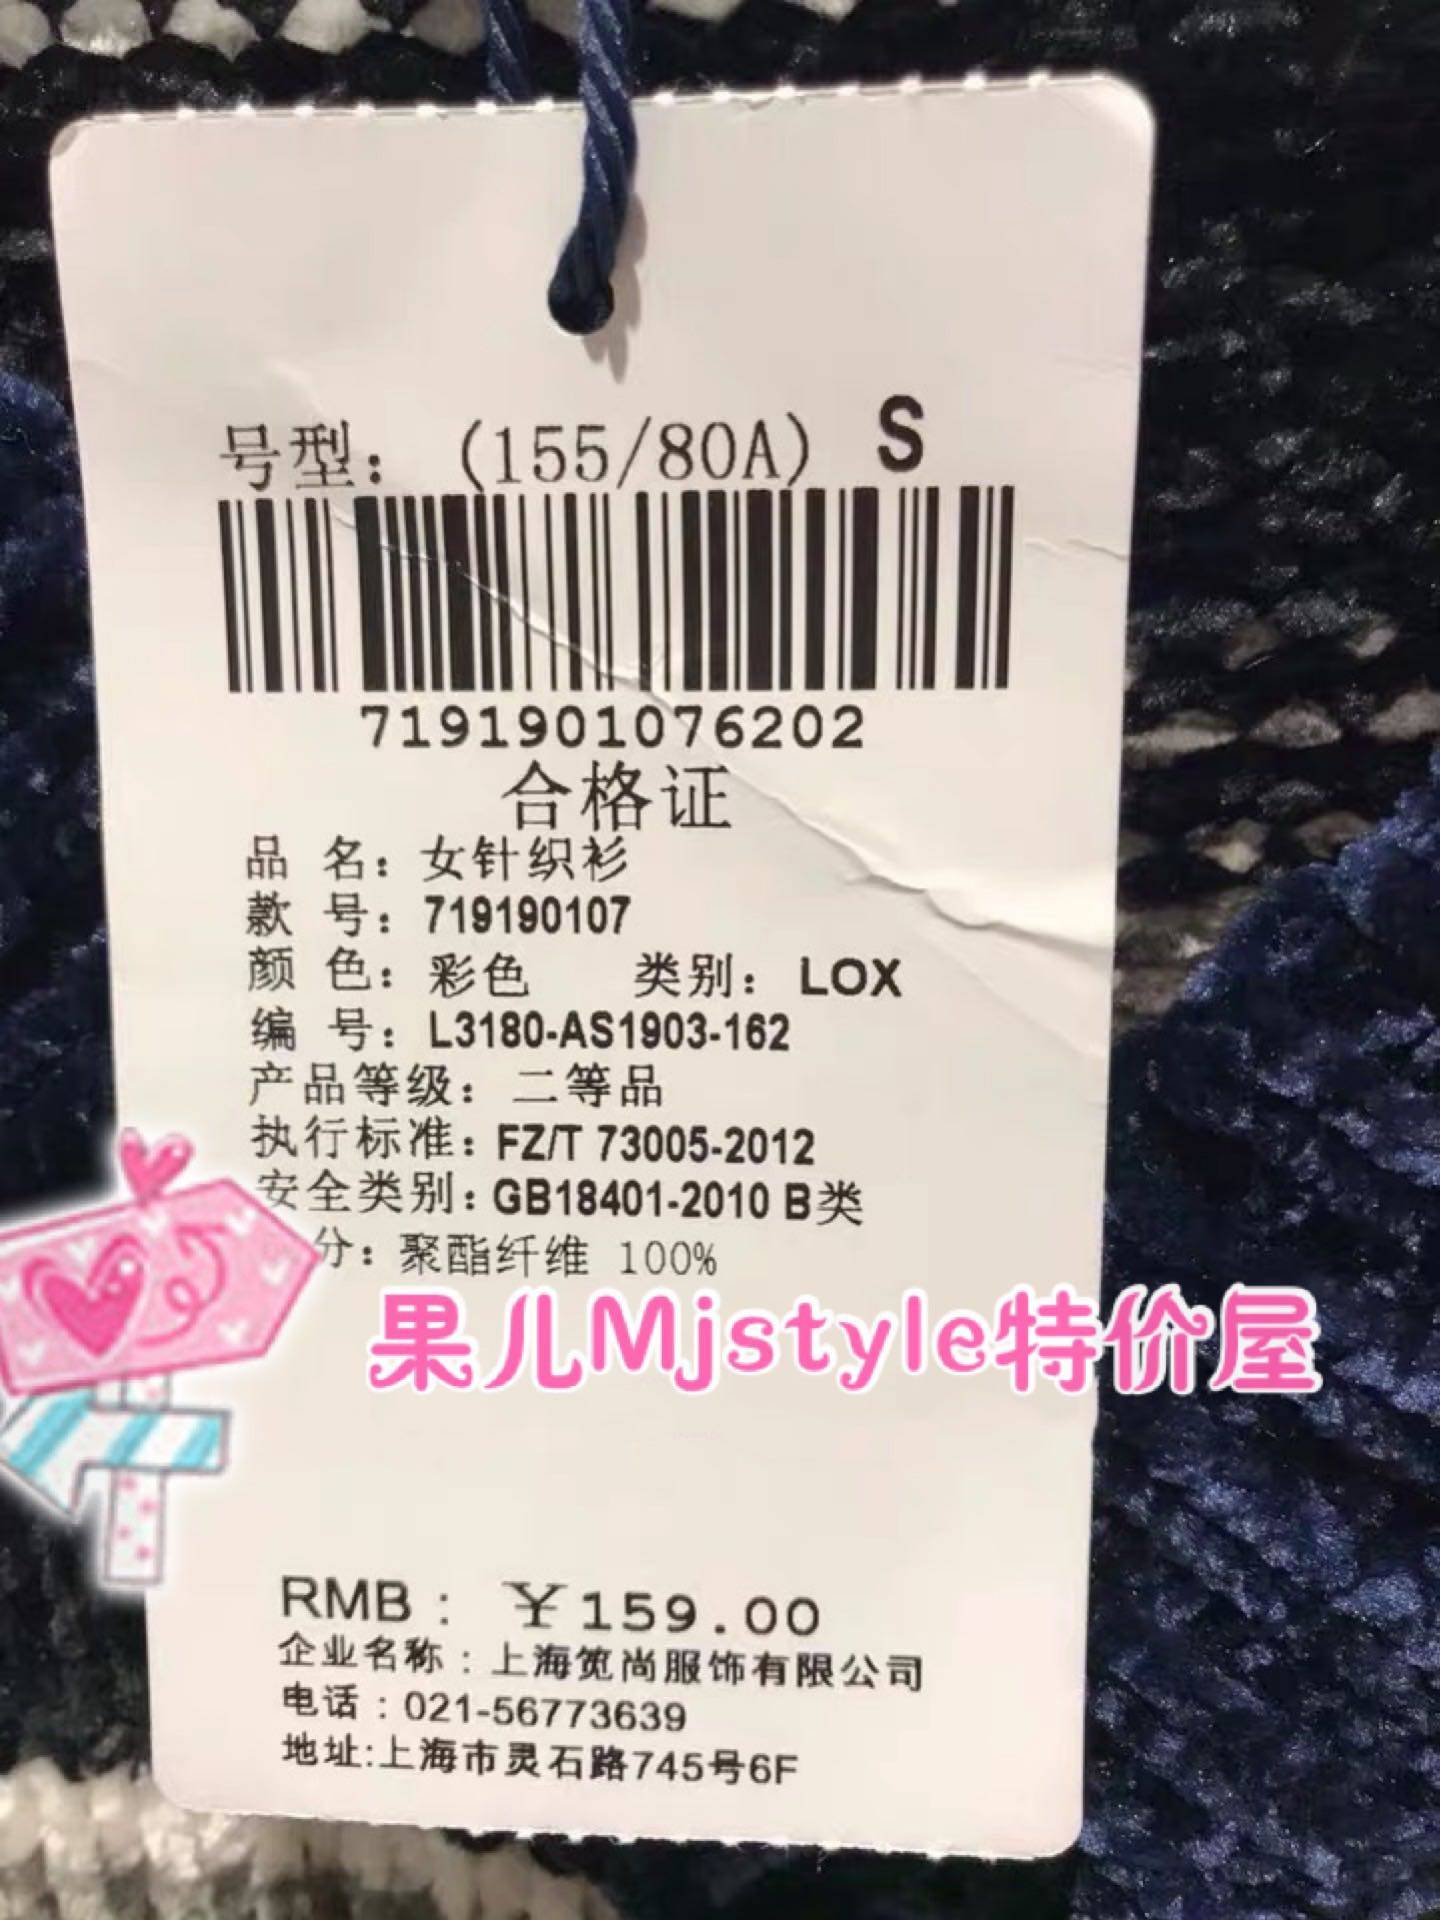 号型： (155/80A) S
7191901076202
合格证
品 名：女针织衫
款 号：719190107
颜 色：彩色 类别：LOX
编 号：L3180-AS1903-162
产品等级：二等品
执行标准：FZ/T 73005-2012
安全类别：GB18401-2010 B类
分：聚酯纤维 100%
果儿Mjstyle特价屋
RMB： ￥159.00
企业名称：上海笕尚服饰有限公司
电话：021-56773639
地址:上海市灵石路745号6F